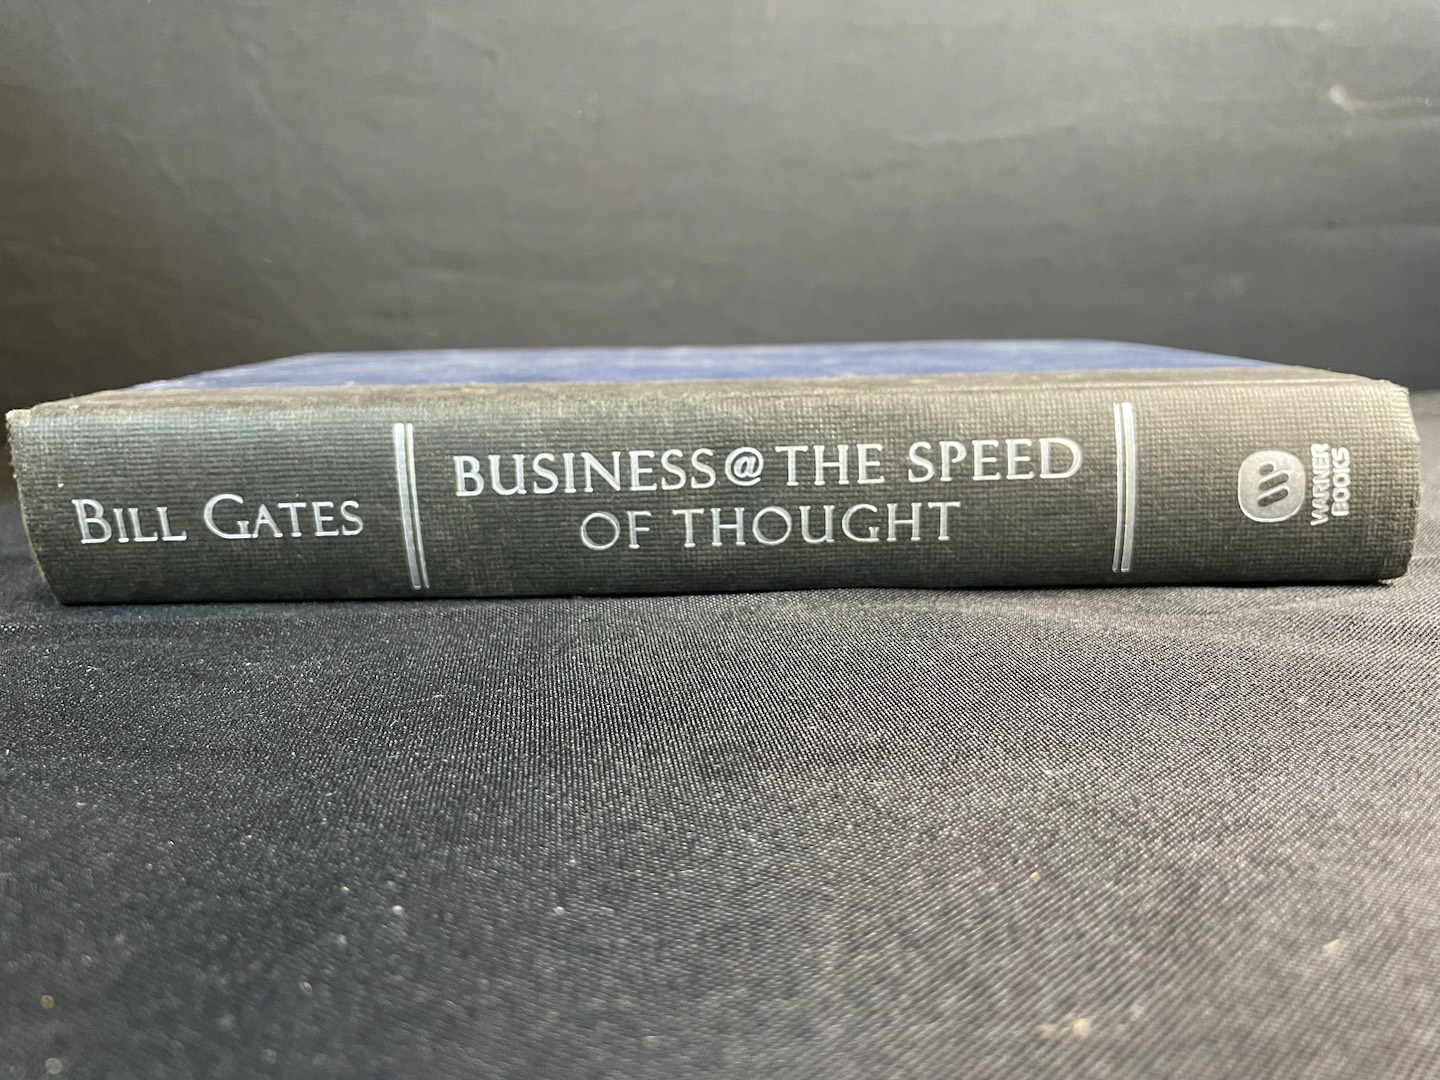 BILL GATES
BUSINESS @ THE SPEED
OF THOUGHT
WARNER
BOOKS